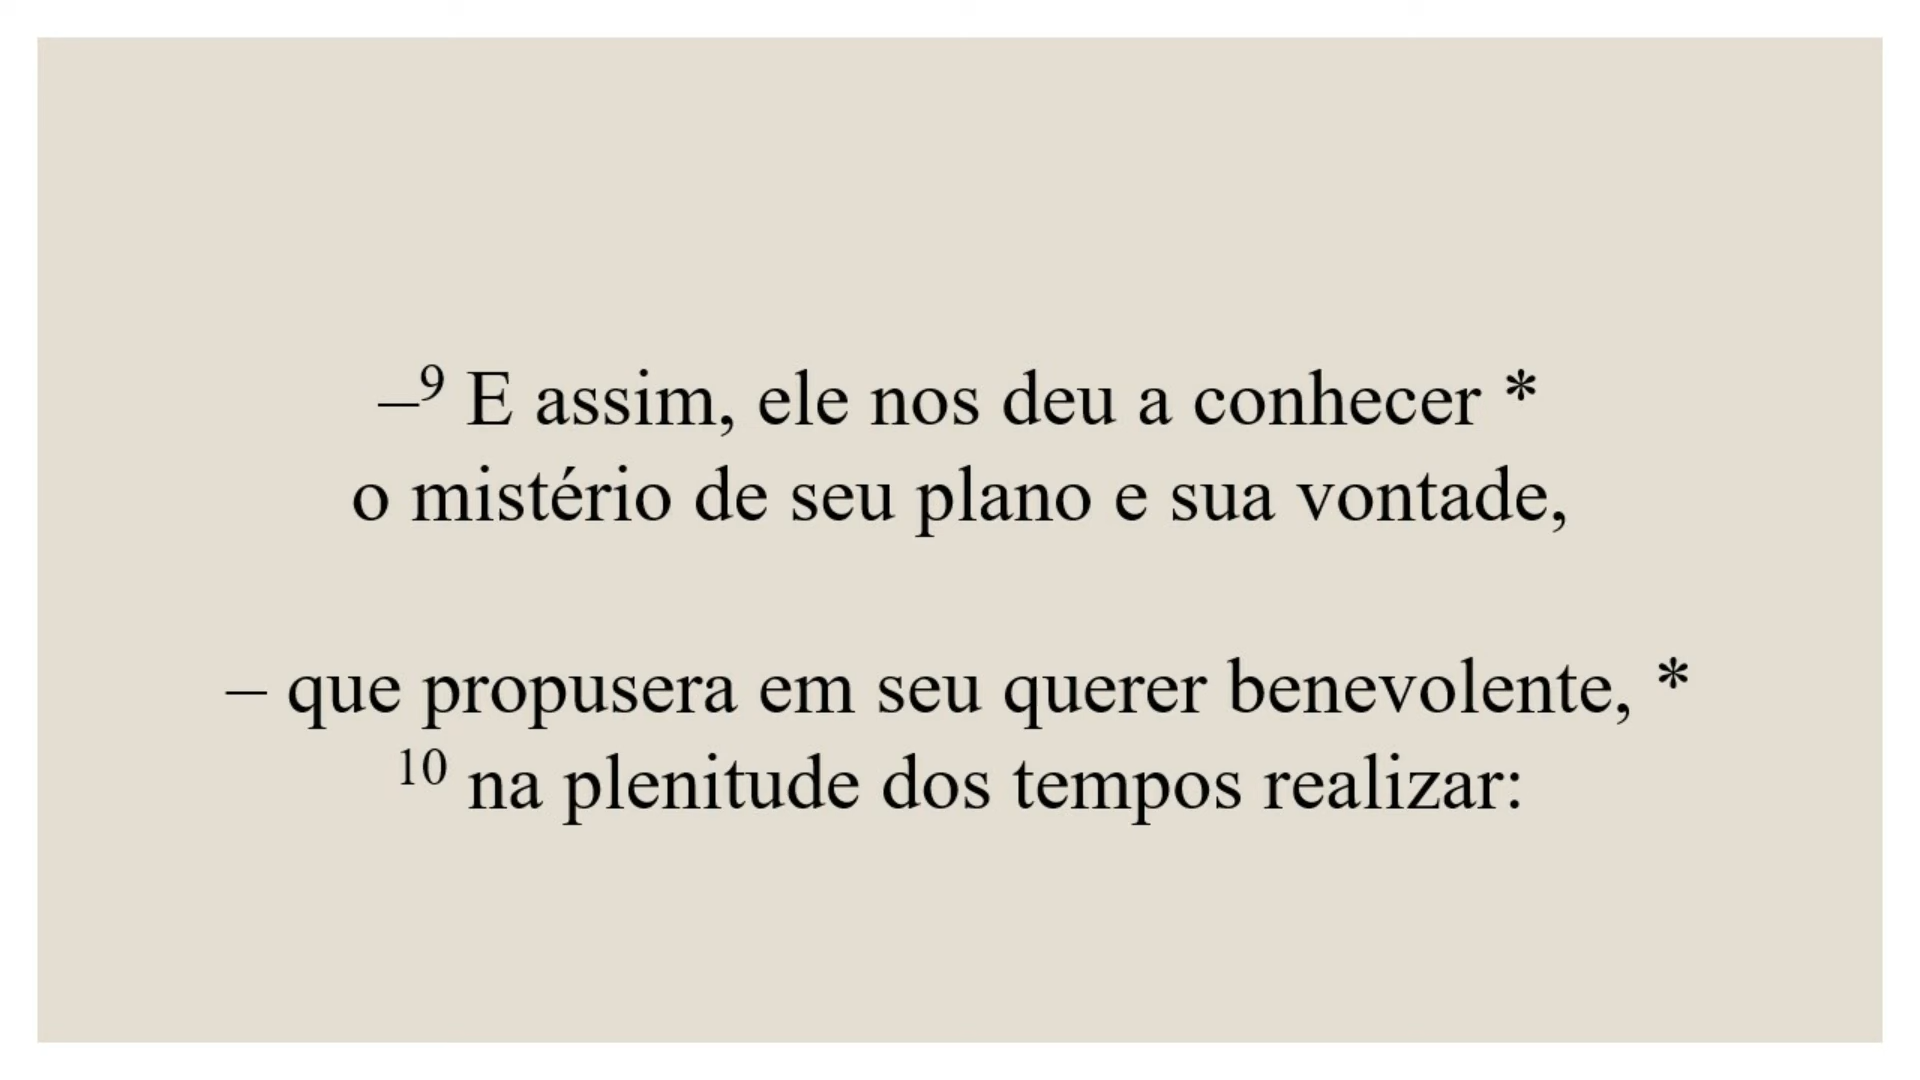 –⁹ E assim, ele nos deu a conhecer *
o mistério de seu plano e sua vontade,
– que propusera em seu querer benevolente, *
¹⁰ na plenitude dos tempos realizar: